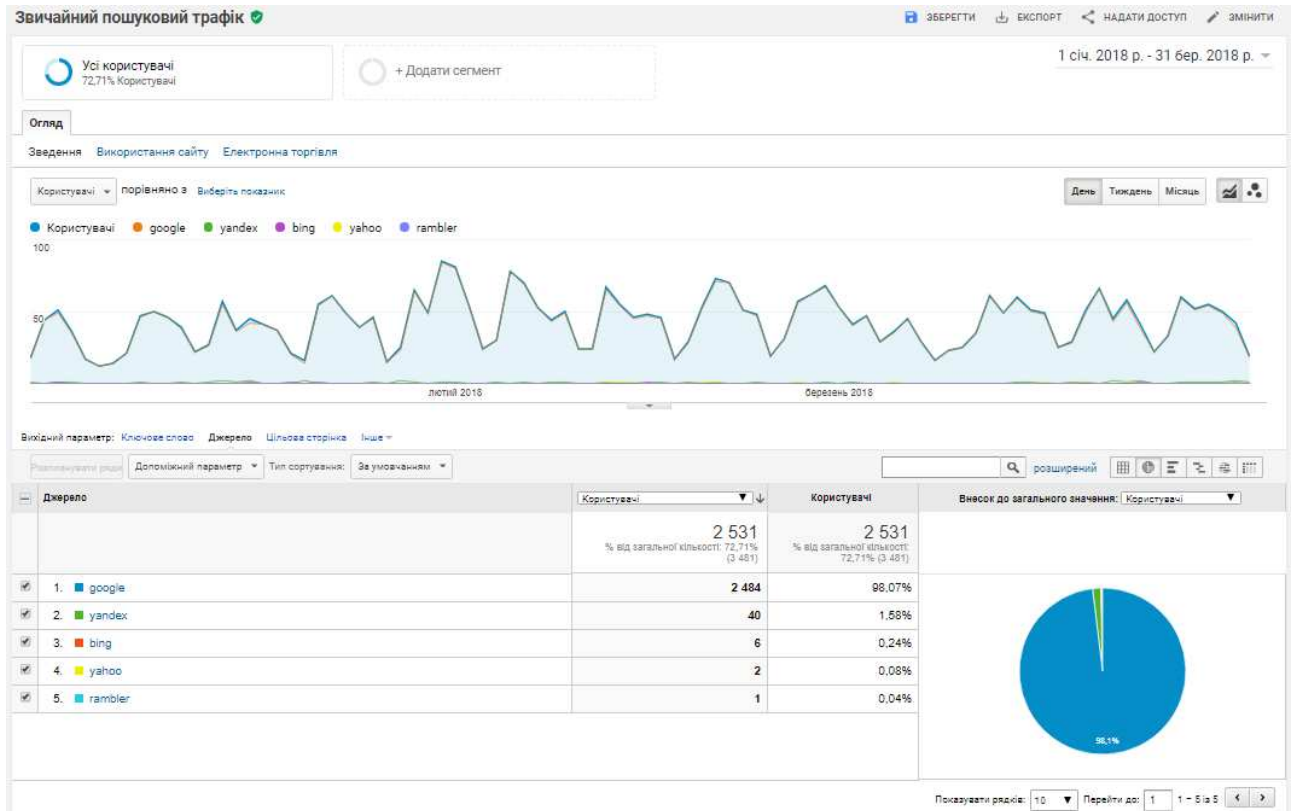 Звичайний пошуковий трафік
ЗБЕРЕГТИ ЕКСПОРТ НАДАТИ ДОСТУП ЗМІНИТИ
1 січ. 2018 р. - 31 бер. 2018 р.
Усі користувачі
72,71% Користувачі
+ Додати сегмент
Огляд
Зведення Використання сайту Електронна торгівля
Користувачі порівняно з Виберіть показник
День Тиждень Місяць
Користувачі google yandex bing yahoo rambler
100
50
лютий 2018 березень 2018
Вихідний параметр: Ключове слово Джерело Цільова сторінка Інше
Допоміжний параметр Тип сортування: За умовчанням
розширений
Джерело Користувачі Користувачі Внесок до загального значення: Користувачі
2 531 2 531
% від загальної кількості: 72,71% (3 481) % від загальної кількості: 72,71% (3 481)
1. google 2 484 98,07%
2. yandex 40 1,58%
3. bing 6 0,24%
4. yahoo 2 0,08%
5. rambler 1 0,04%
98,1%
Показувати рядків: 10 Перейти до: 1 1 – 5 із 5